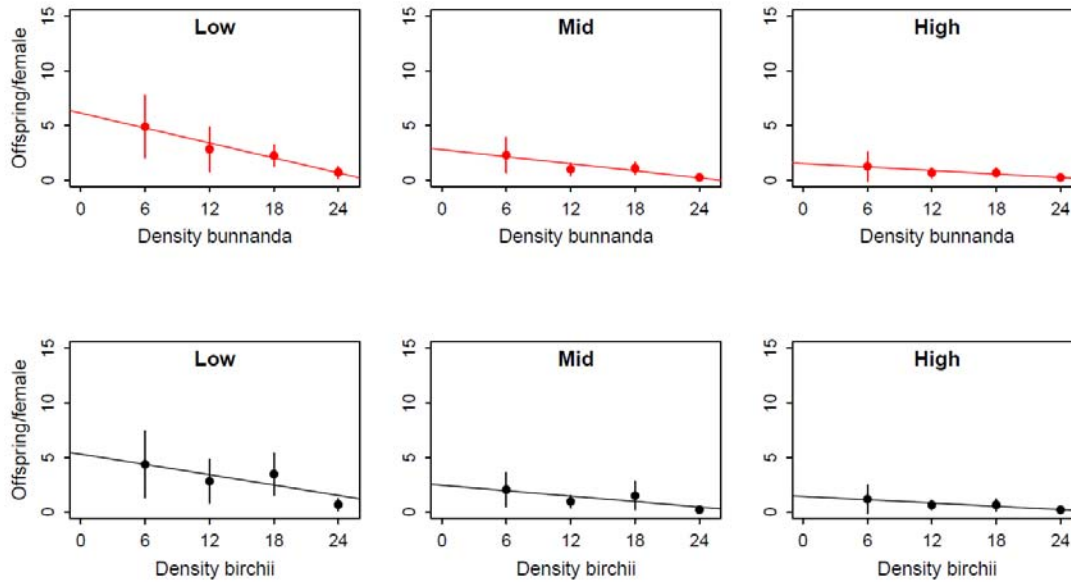 Low
Mid
High
Offspring/female
0 5 10 15
0 5 10 15
0 5 10 15
0 6 12 18 24
0 6 12 18 24
0 6 12 18 24
Density bunnanda
Density bunnanda
Density bunnanda
Low
Mid
High
Offspring/female
0 5 10 15
0 5 10 15
0 5 10 15
0 6 12 18 24
0 6 12 18 24
0 6 12 18 24
Density birchii
Density birchii
Density birchii